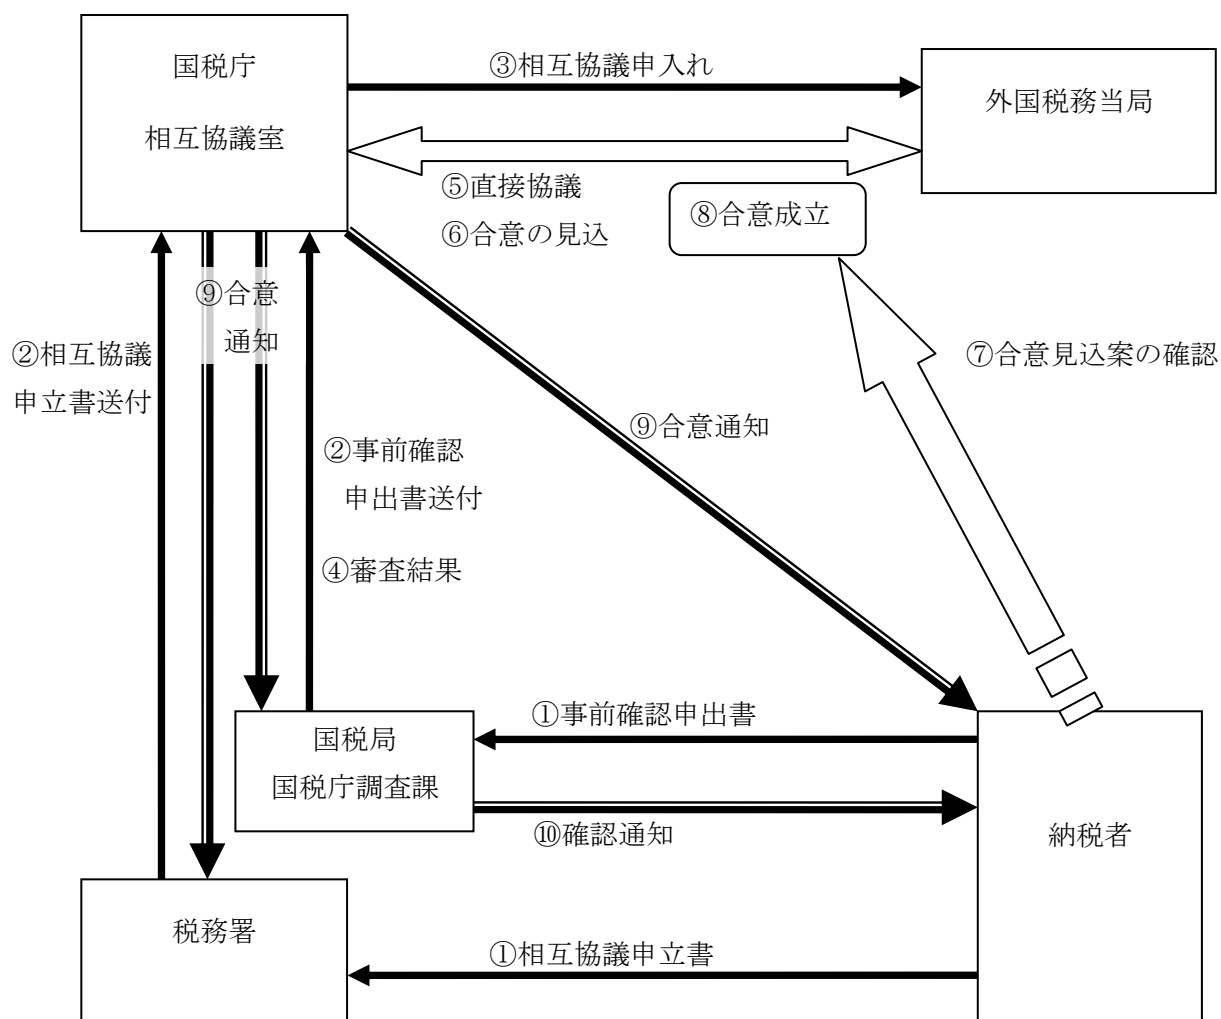 国税庁
相互協議室
③相互協議申入れ
外国税務当局
⑤直接協議
⑥合意の見込
⑧合意成立
⑨合意
通知
②相互協議
申立書送付
⑦合意見込案の確認
⑨合意通知
②事前確認
申出書送付
④審査結果
①事前確認申出書
国税局
国税庁調査課
⑩確認通知
納税者
税務署
①相互協議申立書